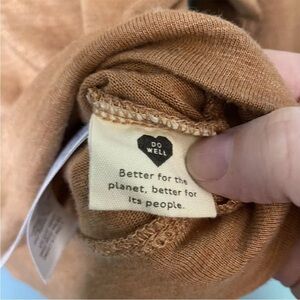 DO
WELL
Better for the
planet, better for
its people.